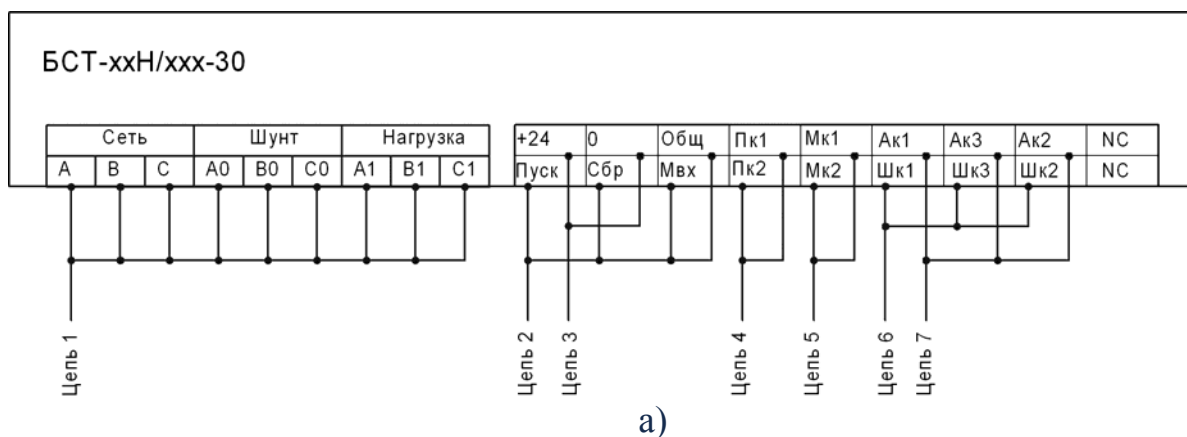 БСТ-ххН/ххх-30
Сеть Шунт Нагрузка +24 0 Общ Пк1 Мк1 Ак1 Ак3 Ак2 NC
A B C A0 B0 C0 A1 B1 C1 Пуск Сбр Мвх Пк2 Мк2 Шк1 Шк3 Шк2 NC
Цепь 1 Цепь 2 Цепь 3 Цепь 4 Цепь 5 Цепь 6 Цепь 7
а)